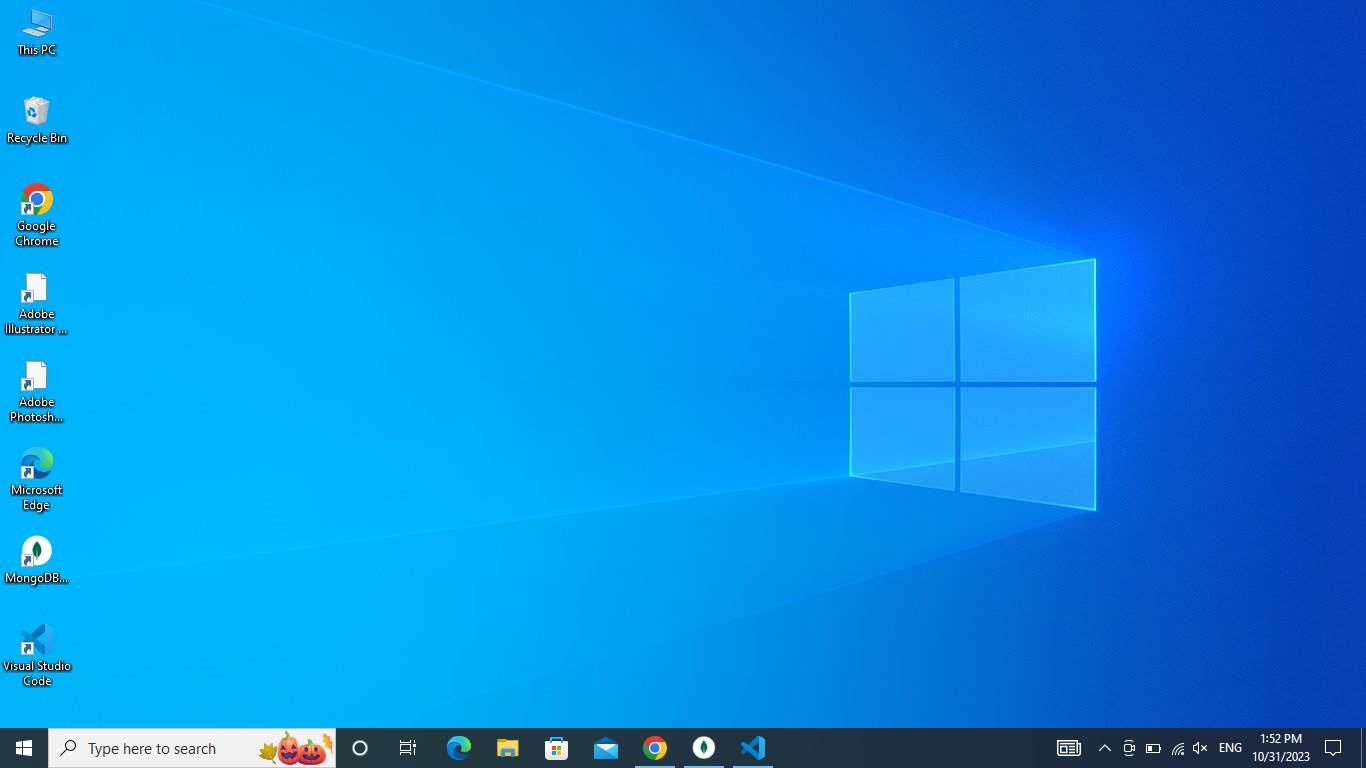 This PC
Recycle Bin
Google
Chrome
Adobe
Illustrator ...
Adobe
Photosh...
Microsoft
Edge
MongoDB...
Visual Studio
Code
Type here to search
ENG
1:52 PM
10/31/2023